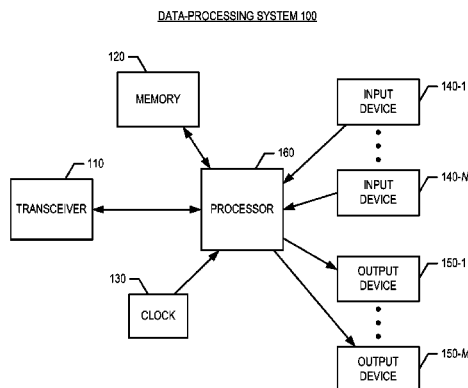 DATA-PROCESSING SYSTEM 100
120
MEMORY
110
TRANSCEIVER
160
PROCESSOR
130
CLOCK
140-1
INPUT
DEVICE
140-N
INPUT
DEVICE
150-1
OUTPUT
DEVICE
150-M
OUTPUT
DEVICE